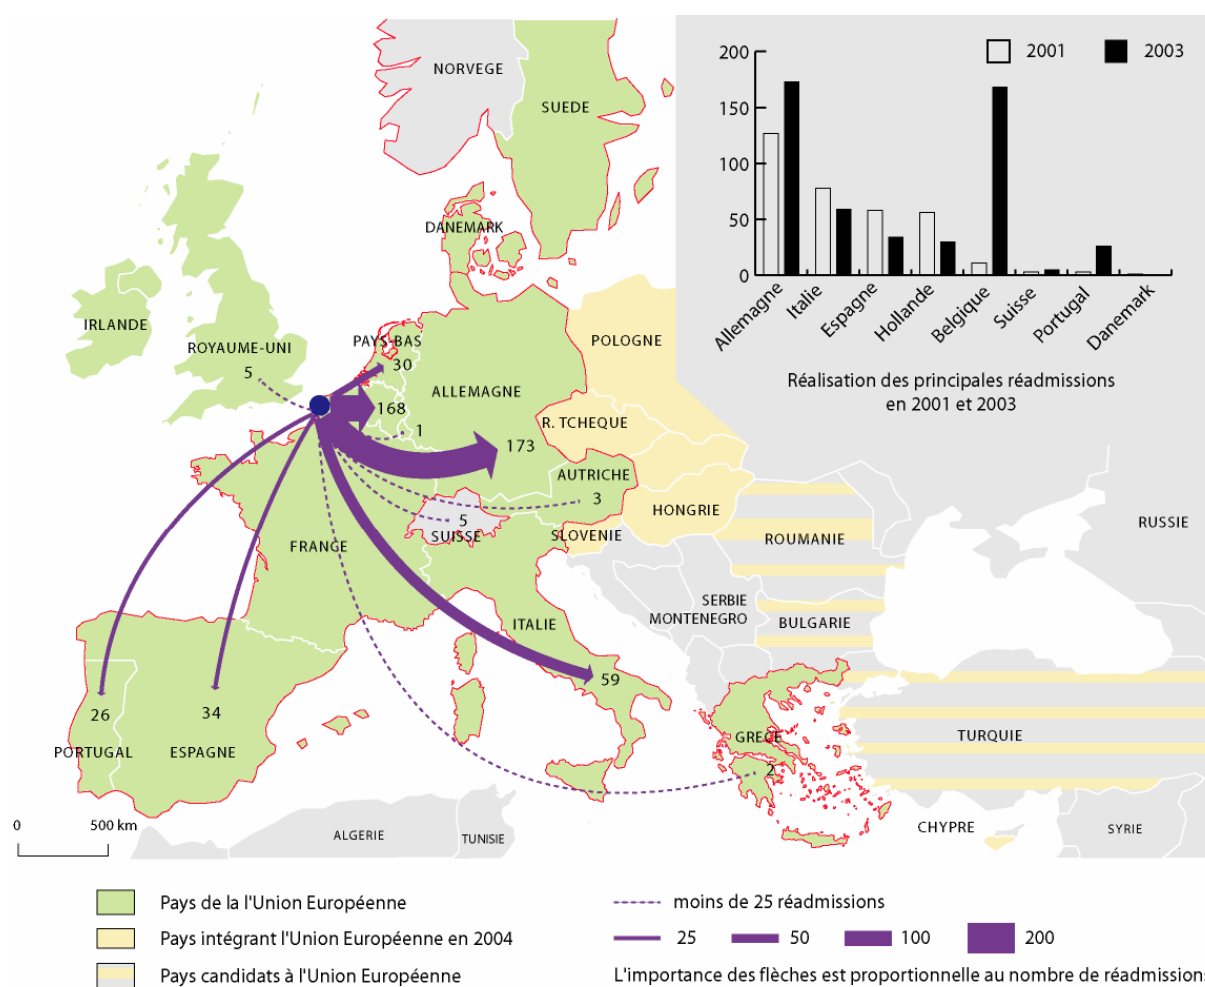 NORVEGE
SUEDE
DANEMARK
IRLANDE
ROYAUME-UNI
5
PAYS-BAS
30
ALLEMAGNE
168
1
173
POLOGNE
R. TCHEQUE
AUTRICHE
3
HONGRIE
SLOVENIE
5
SUISSE
FRANCE
ROUMANIE
RUSSIE
SERBIE
MONTENEGRO
BULGARIE
ITALIE
59
26
34
PORTUGAL
ESPAGNE
GRECE
2
TURQUIE
CHYPRE
SYRIE
ALGERIE
TUNISIE
0 500 km
2001 2003
200
150
100
50
0
Allemagne
Italie
Espagne
Hollande
Belgique
Suisse
Portugal
Danemark
Réalisation des principales réadmissions
en 2001 et 2003
Pays de la l'Union Européenne
Pays intégrant l'Union Européenne en 2004
Pays candidats à l'Union Européenne
moins de 25 réadmissions
25 50 100 200
L'importance des flèches est proportionnelle au nombre de réadmissions